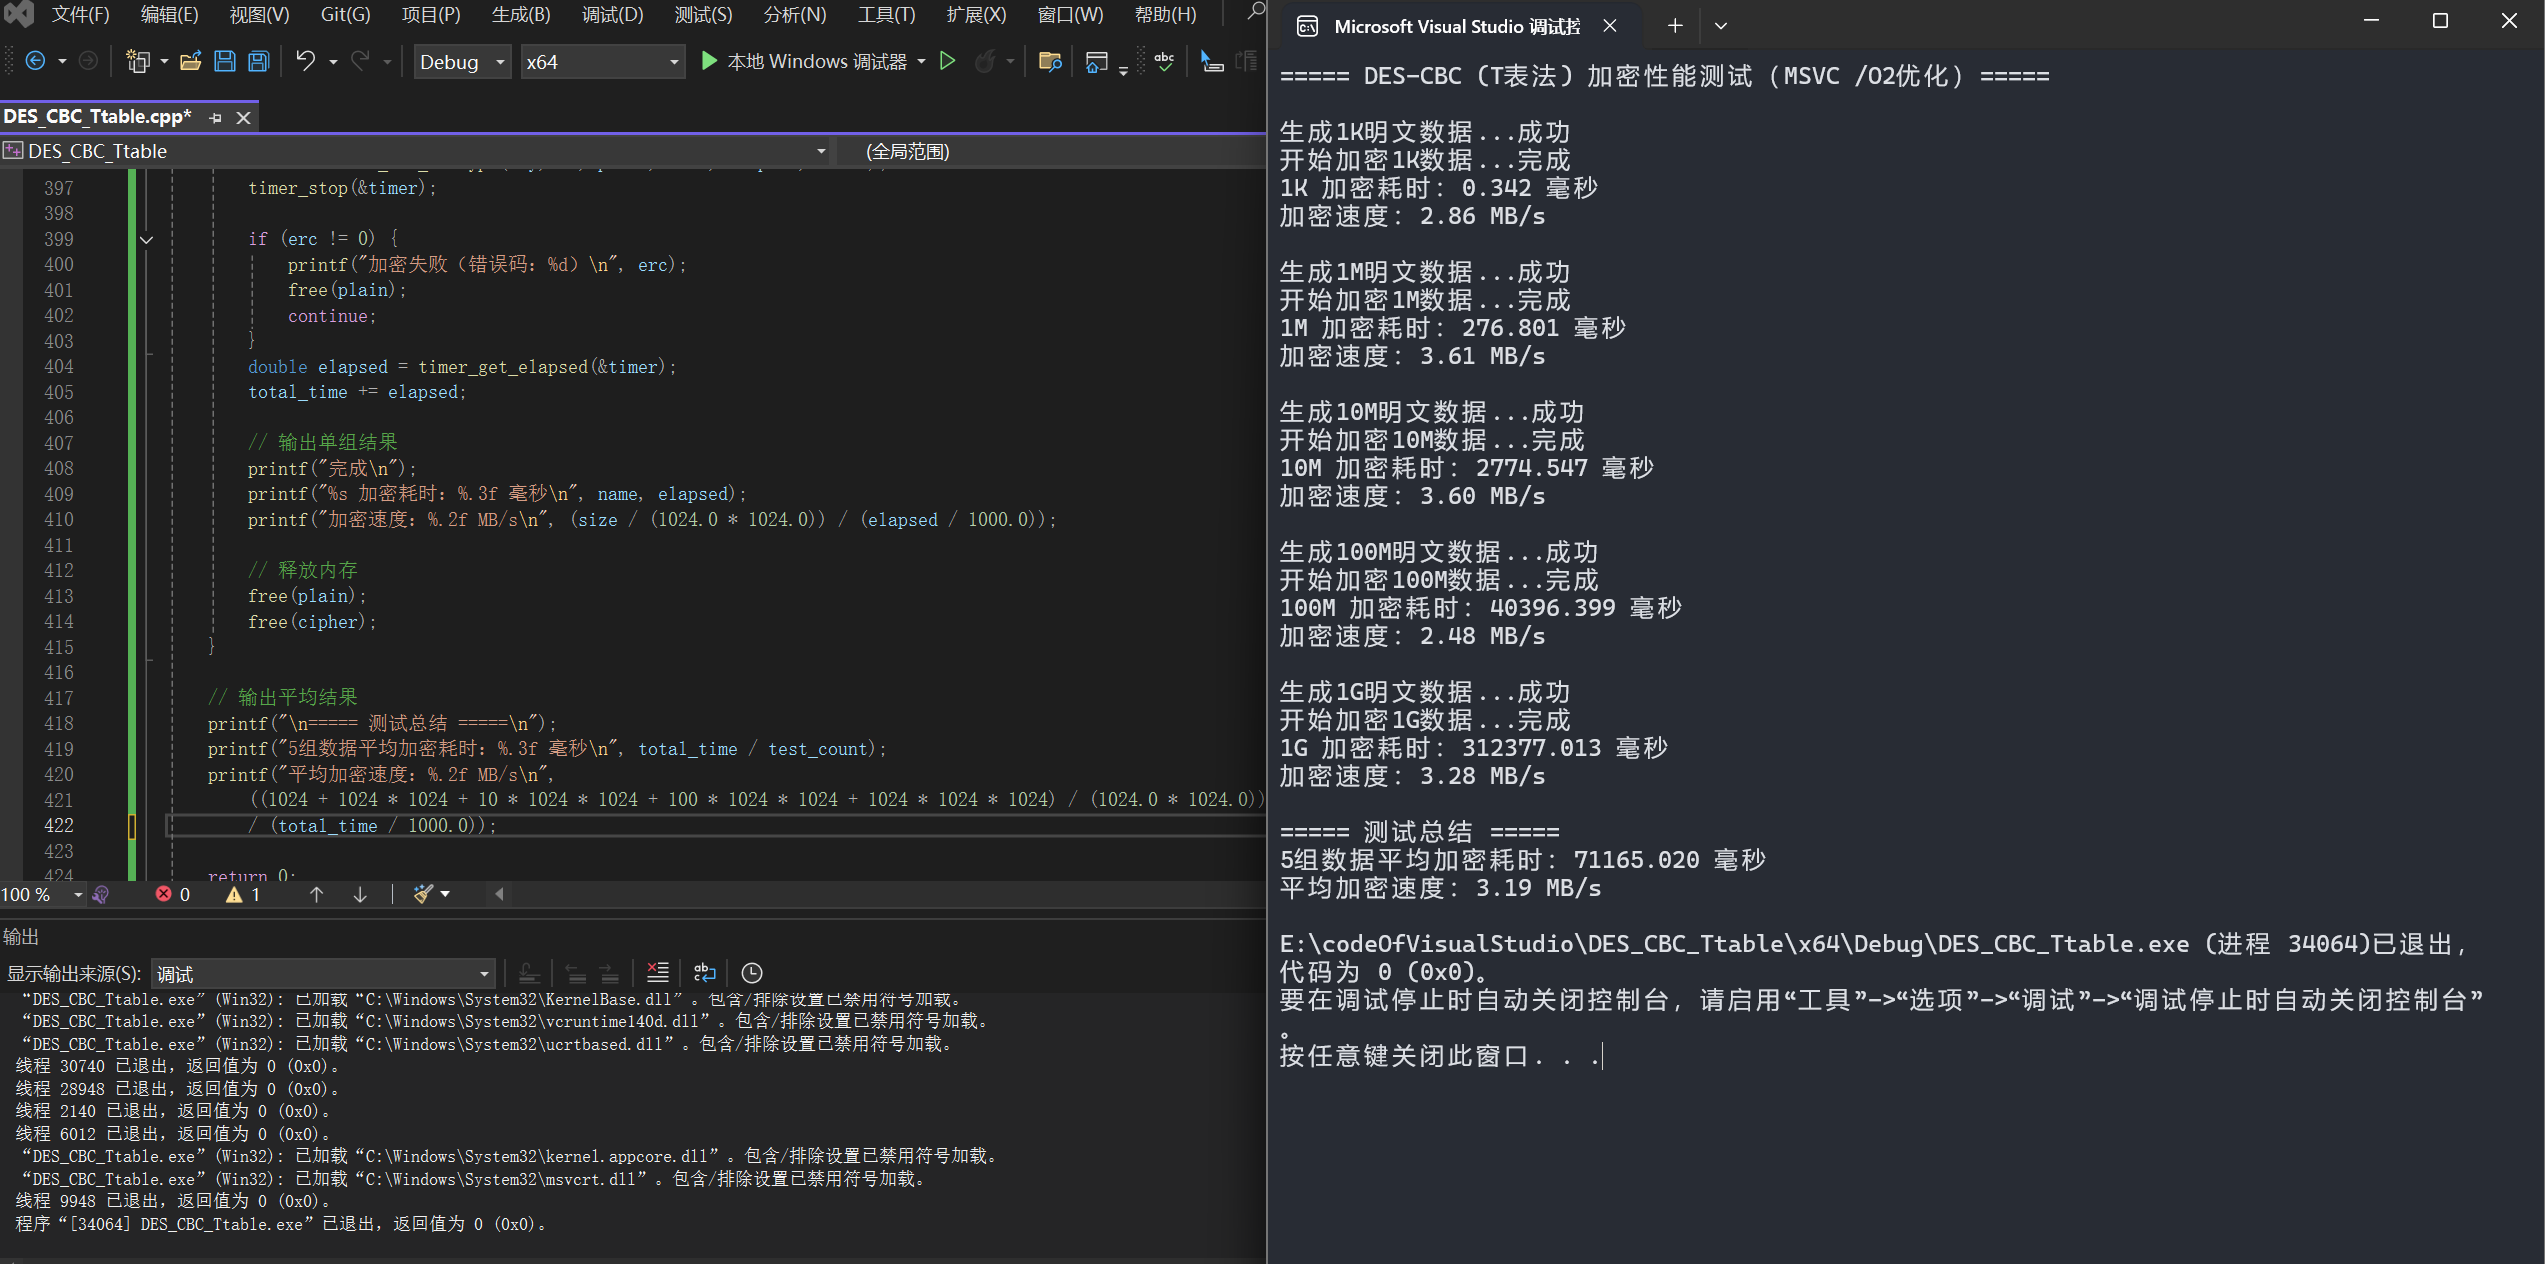 文件(F) 编辑(E) 视图(V) Git(G) 项目(P) 生成(B) 调试(D) 测试(S) 分析(N) 工具(T) 扩展(X) 窗口(W) 帮助(H)
Debug x64 本地 Windows 调试器
DES_CBC_Ttable.cpp*
DES_CBC_Ttable (全局范围)
397 timer_stop(&timer);
398
399 if (erc != 0) {
400 printf("加密失败（错误码：%d）\n", erc);
401 free(plain);
402 continue;
403 }
404 double elapsed = timer_get_elapsed(&timer);
405 total_time += elapsed;
406
407 // 输出单组结果
408 printf("完成\n");
409 printf("%s 加密耗时：%.3f 毫秒\n", name, elapsed);
410 printf("加密速度：%.2f MB/s\n", (size / (1024.0 * 1024.0)) / (elapsed / 1000.0));
411
412 // 释放内存
413 free(plain);
414 free(cipher);
415 }
416
417 // 输出平均结果
418 printf("\n===== 测试总结 =====\n");
419 printf("5组数据平均加密耗时：%.3f 毫秒\n", total_time / test_count);
420 printf("平均加密速度：%.2f MB/s\n",
421 ((1024 + 1024 * 1024 + 10 * 1024 * 1024 + 100 * 1024 * 1024 + 1024 * 1024 * 1024) / (1024.0 * 1024.0))
422 / (total_time / 1000.0));
423
424 return 0;
100 % 0 1
输出
显示输出来源(S): 调试
“DES_CBC_Ttable.exe”(Win32): 已加载“C:\Windows\System32\KernelBase.dll”。包含/排除设置已禁用符号加载。
“DES_CBC_Ttable.exe”(Win32): 已加载“C:\Windows\System32\vcruntime140d.dll”。包含/排除设置已禁用符号加载。
“DES_CBC_Ttable.exe”(Win32): 已加载“C:\Windows\System32\ucrtbased.dll”。包含/排除设置已禁用符号加载。
线程 30740 已退出，返回值为 0 (0x0)。
线程 28948 已退出，返回值为 0 (0x0)。
线程 2140 已退出，返回值为 0 (0x0)。
线程 6012 已退出，返回值为 0 (0x0)。
“DES_CBC_Ttable.exe”(Win32): 已加载“C:\Windows\System32\kernel.appcore.dll”。包含/排除设置已禁用符号加载。
“DES_CBC_Ttable.exe”(Win32): 已加载“C:\Windows\System32\msvcrt.dll”。包含/排除设置已禁用符号加载。
线程 9948 已退出，返回值为 0 (0x0)。
程序“[34064] DES_CBC_Ttable.exe”已退出，返回值为 0 (0x0)。
Microsoft Visual Studio 调试控
===== DES-CBC（T表法）加密性能测试（MSVC /O2优化）=====
生成1K明文数据...成功
开始加密1K数据...完成
1K 加密耗时：0.342 毫秒
加密速度：2.86 MB/s
生成1M明文数据...成功
开始加密1M数据...完成
1M 加密耗时：276.801 毫秒
加密速度：3.61 MB/s
生成10M明文数据...成功
开始加密10M数据...完成
10M 加密耗时：2774.547 毫秒
加密速度：3.60 MB/s
生成100M明文数据...成功
开始加密100M数据...完成
100M 加密耗时：40396.399 毫秒
加密速度：2.48 MB/s
生成1G明文数据...成功
开始加密1G数据...完成
1G 加密耗时：312377.013 毫秒
加密速度：3.28 MB/s
===== 测试总结 =====
5组数据平均加密耗时：71165.020 毫秒
平均加密速度：3.19 MB/s
E:\codeOfVisualStudio\DES_CBC_Ttable\x64\Debug\DES_CBC_Ttable.exe (进程 34064)已退出，
代码为 0 (0x0)。
要在调试停止时自动关闭控制台，请启用“工具”->“选项”->“调试”->“调试停止时自动关闭控制台”
。
按任意键关闭此窗口. . .